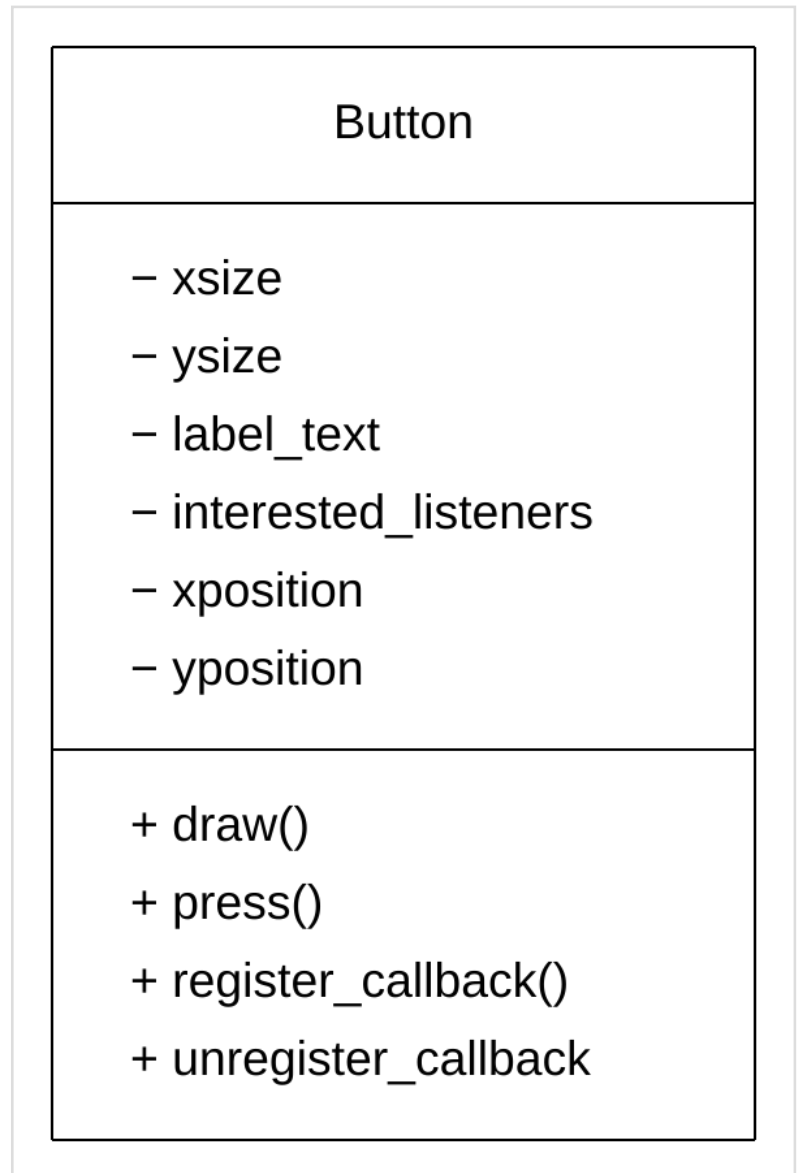 Button
− xsize
− ysize
− label_text
− interested_listeners
− xposition
− yposition
+ draw()
+ press()
+ register_callback()
+ unregister_callback